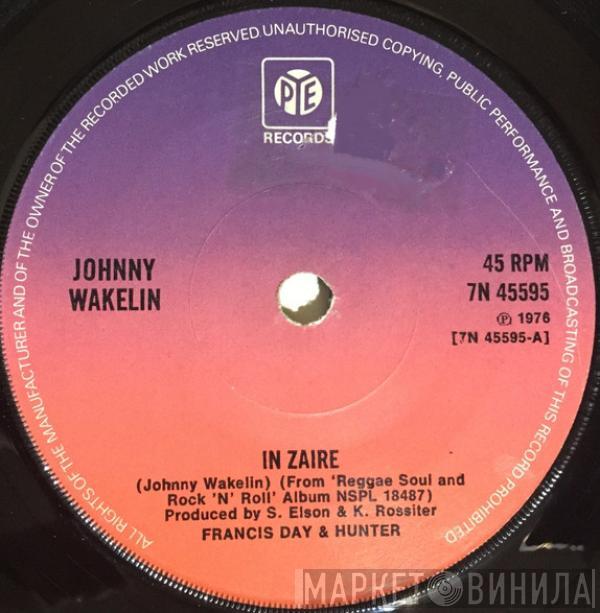 ALL RIGHTS OF THE MANUFACTURER AND OF THE OWNER OF THE RECORDED WORK RESERVED UNAUTHORISED COPYING, PUBLIC PERFORMANCE AND BROADCASTING OF THIS RECORD PROHIBITED
PYE
RECORDS
JOHNNY
WAKELIN
45 RPM
7N 45595
Ⓟ 1976
[7N 45595-A]
IN ZAIRE
(Johnny Wakelin) (From 'Reggae Soul and
Rock 'N' Roll' Album NSPL 18487)
Produced by S. Elson & K. Rossiter
FRANCIS DAY & HUNTER
МАРКЕТ ВИНИЛА